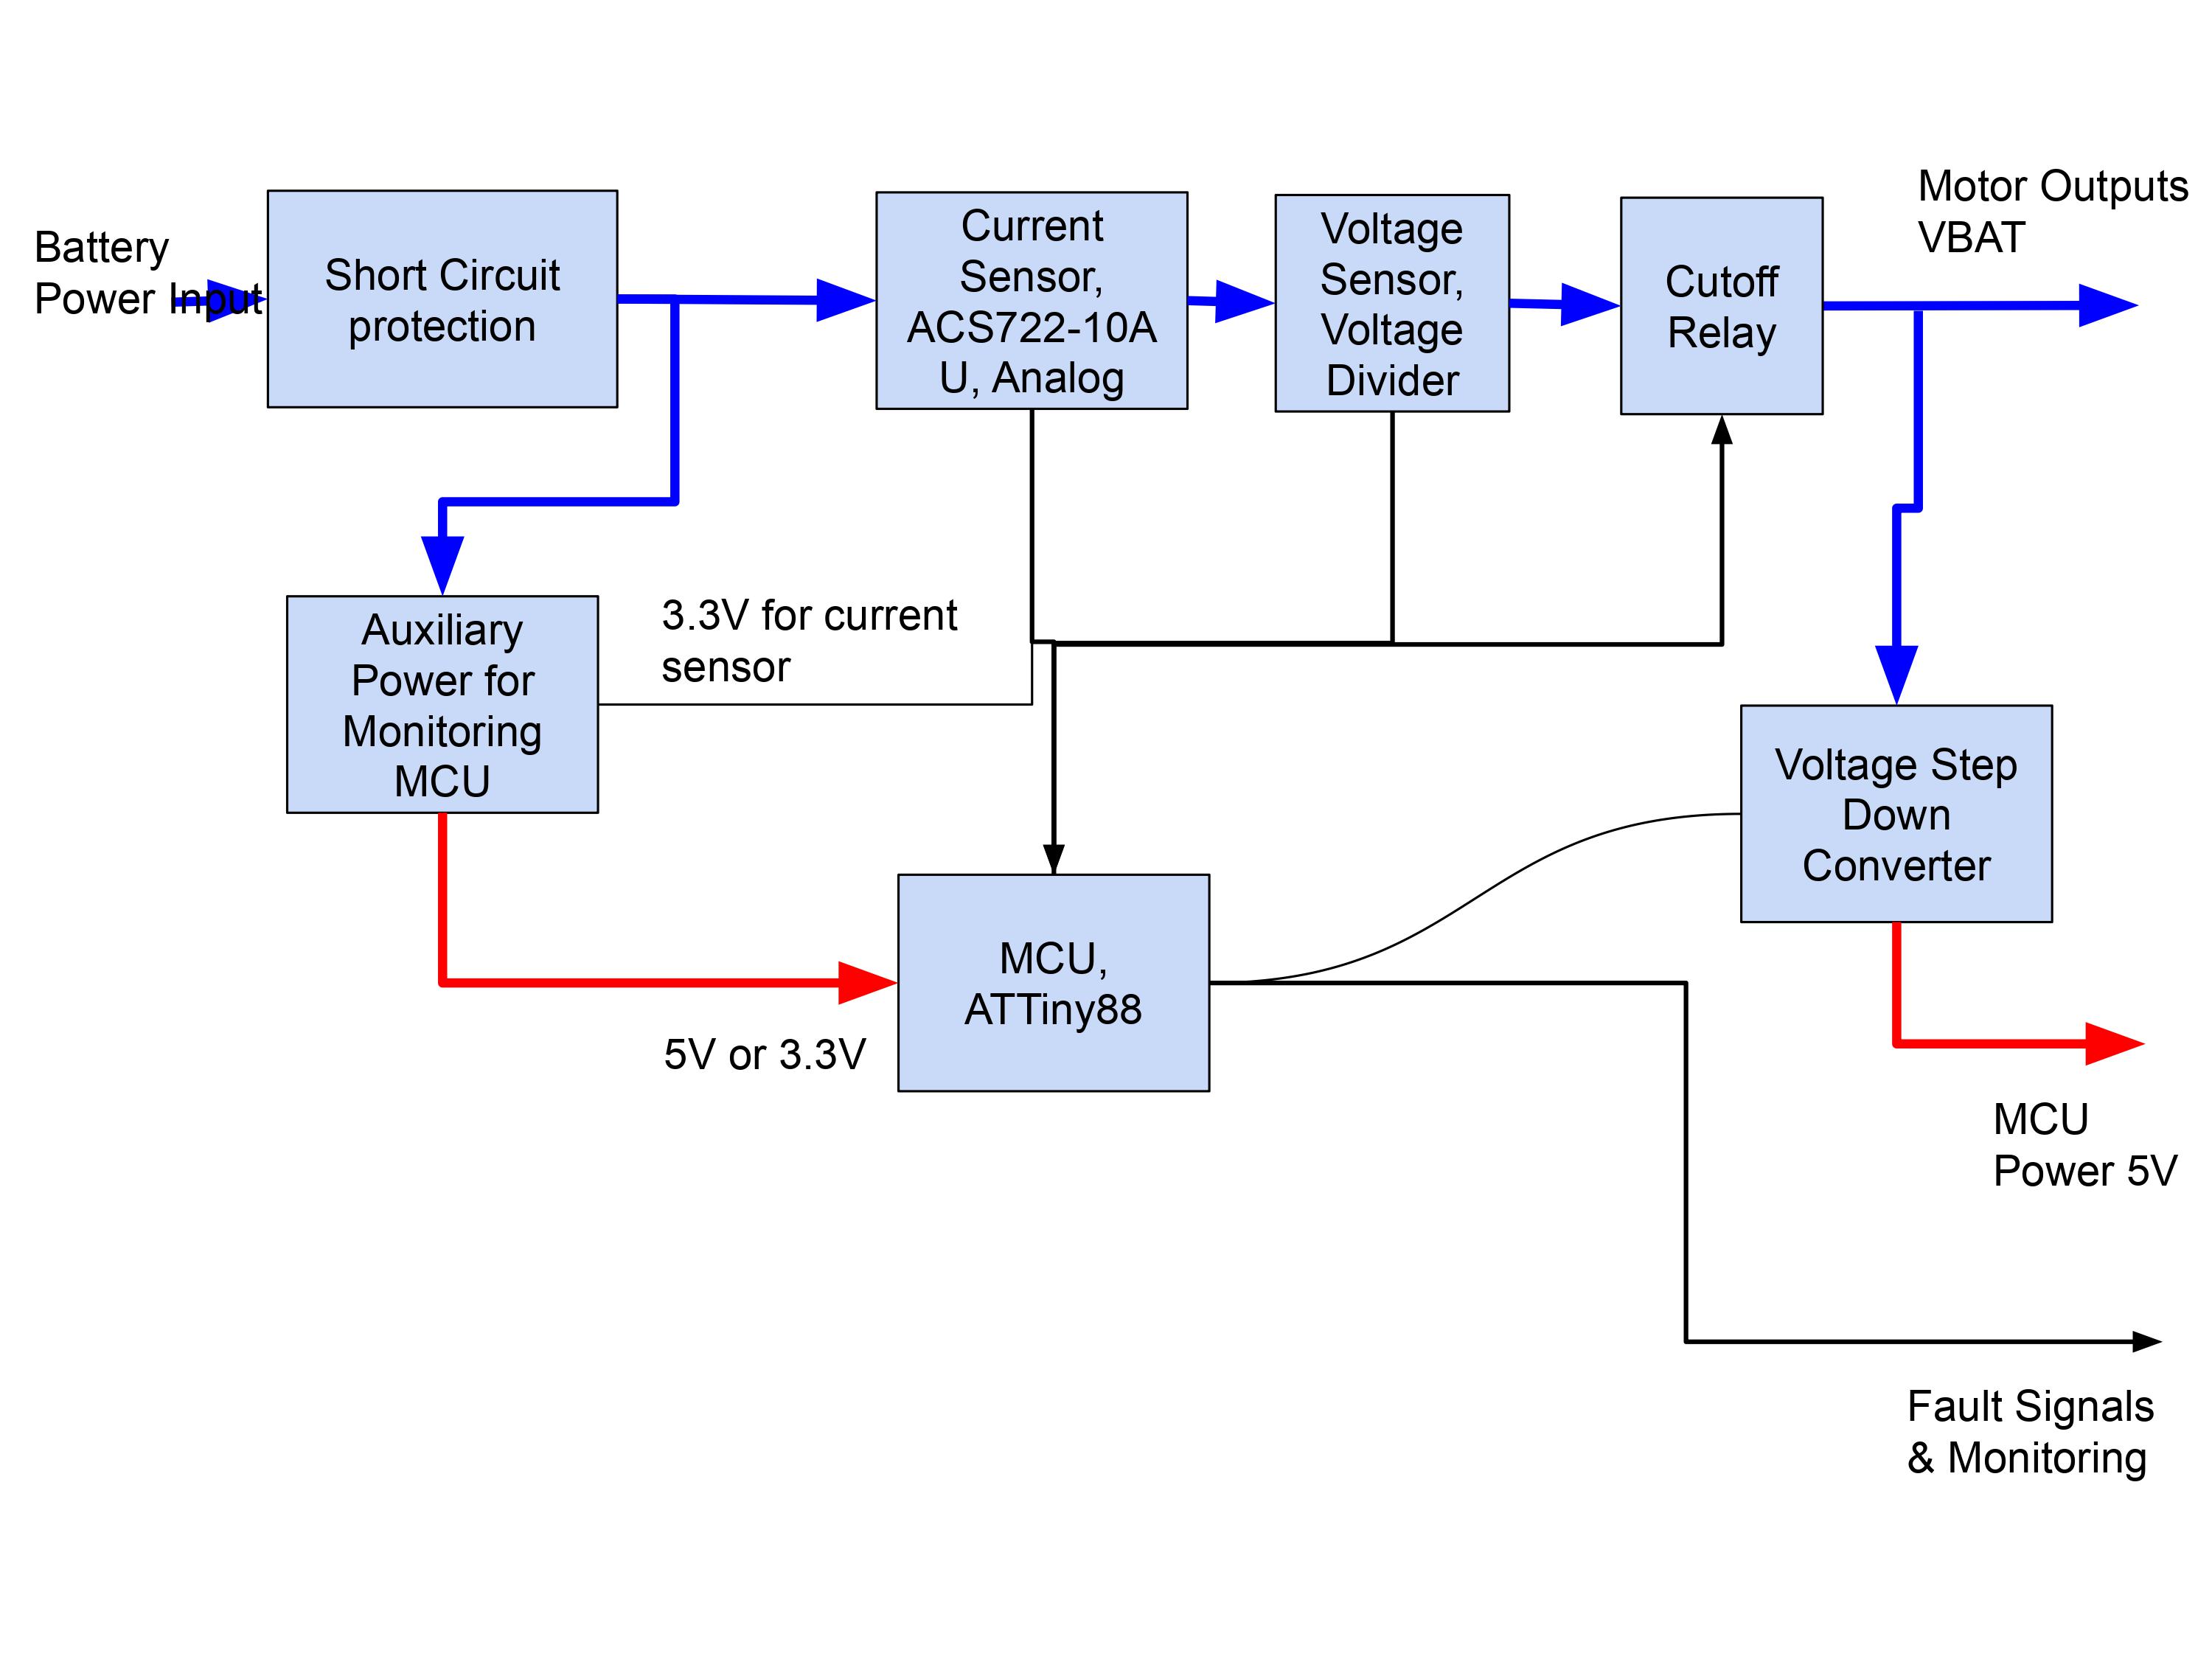 Battery
Power Input
Short Circuit
protection
Current
Sensor,
ACS722-10A
U, Analog
Voltage
Sensor,
Voltage
Divider
Cutoff
Relay
Motor Outputs
VBAT
Auxiliary
Power for
Monitoring
MCU
3.3V for current
sensor
Voltage Step
Down
Converter
MCU,
ATTiny88
5V or 3.3V
MCU
Power 5V
Fault Signals
& Monitoring